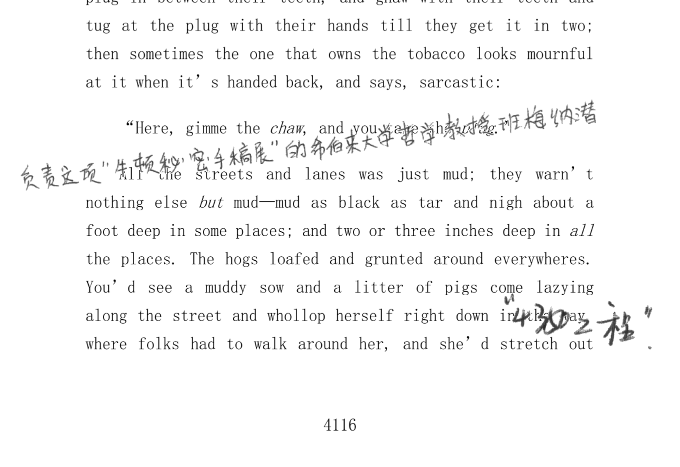 plug in between their teeth, and gnaw with their teeth and
tug at the plug with their hands till they get it in two;
then sometimes the one that owns the tobacco looks mournful
at it when it’s handed back, and says, sarcastic:
“Here, gimme the chaw, and you take the plug.”
负责这项"牛顿秘密手稿展"的希伯来大学哲学教授班梅纳潜
All the streets and lanes was just mud; they warn’t
nothing else but mud—mud as black as tar and nigh about a
foot deep in some places; and two or three inches deep in all
the places. The hogs loafed and grunted around everywheres.
You’d see a muddy sow and a litter of pigs come lazying
along the street and whollop herself right down in the way,
"430工程".
where folks had to walk around her, and she’d stretch out
4116